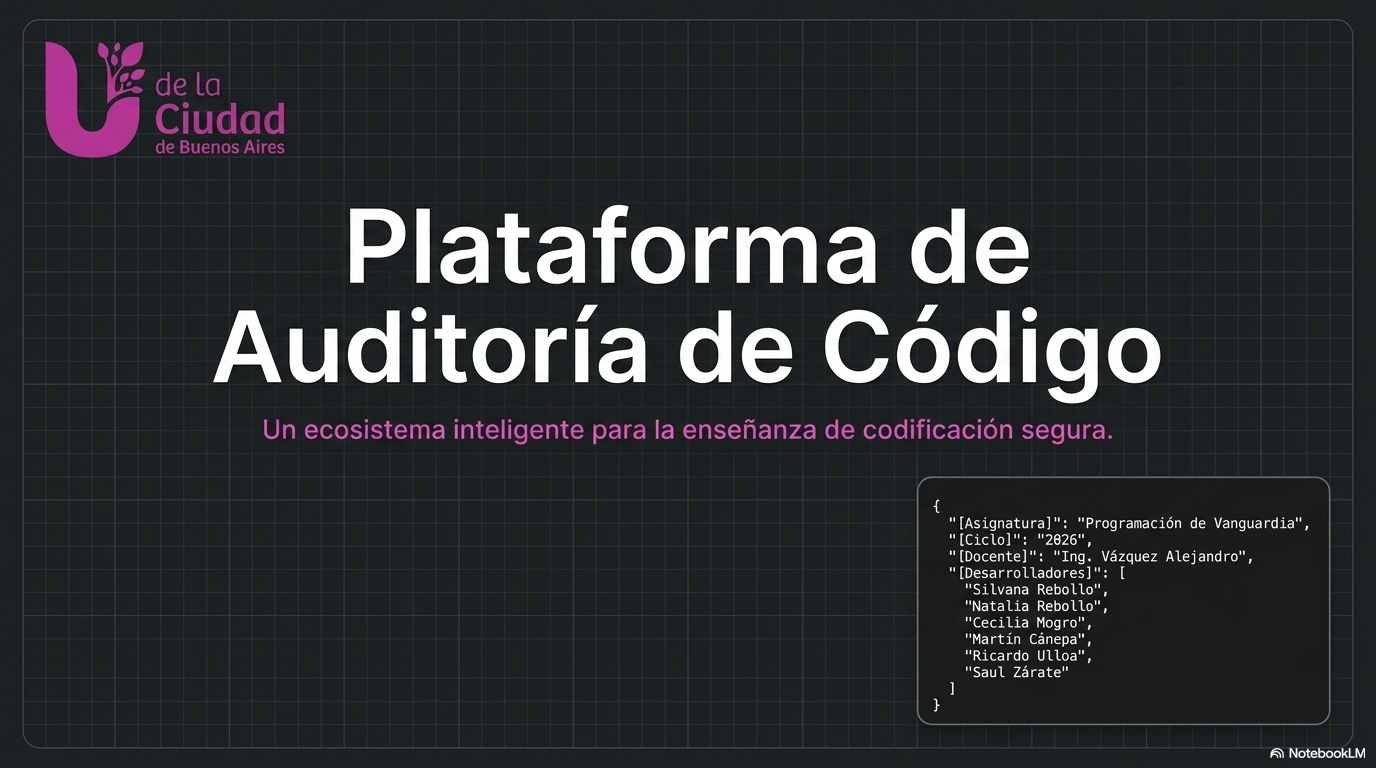 U de la
Ciudad
de Buenos Aires
Plataforma de
Auditoría de Código
Un ecosistema inteligente para la enseñanza de codificación segura.
{
"[Asignatura]": "Programación de Vanguardia",
"[Ciclo]": "2026",
"[Docente]": "Ing. Vázquez Alejandro",
"[Desarrolladores]": [
"Silvana Rebollo",
"Natalia Rebollo",
"Cecilia Mogro",
"Martín Cánepa",
"Ricardo Ulloa",
"Saul Zárate"
]
}
NotebookLM